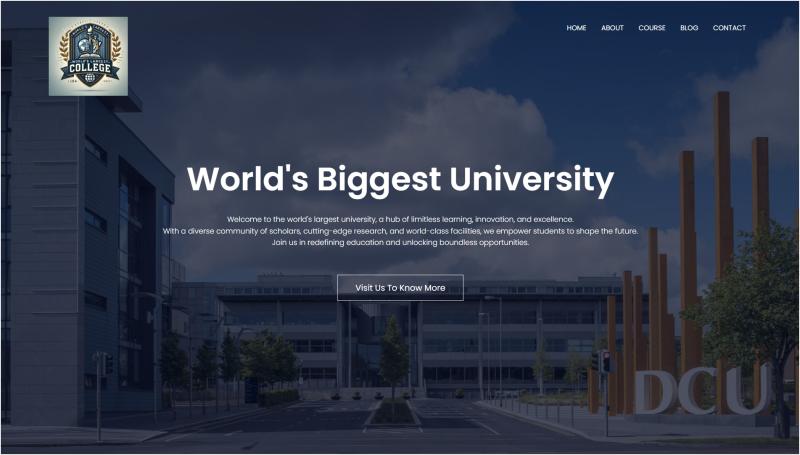 WORLD'S LARGEST
COLLEGE
HOME ABOUT COURSE BLOG CONTACT
World's Biggest University
Welcome to the world's largest university, a hub of limitless learning, innovation, and excellence.
With a diverse community of scholars, cutting-edge research, and world-class facilities, we empower students to shape the future.
Join us in redefining education and unlocking boundless opportunities.
Visit Us To Know More
DCU